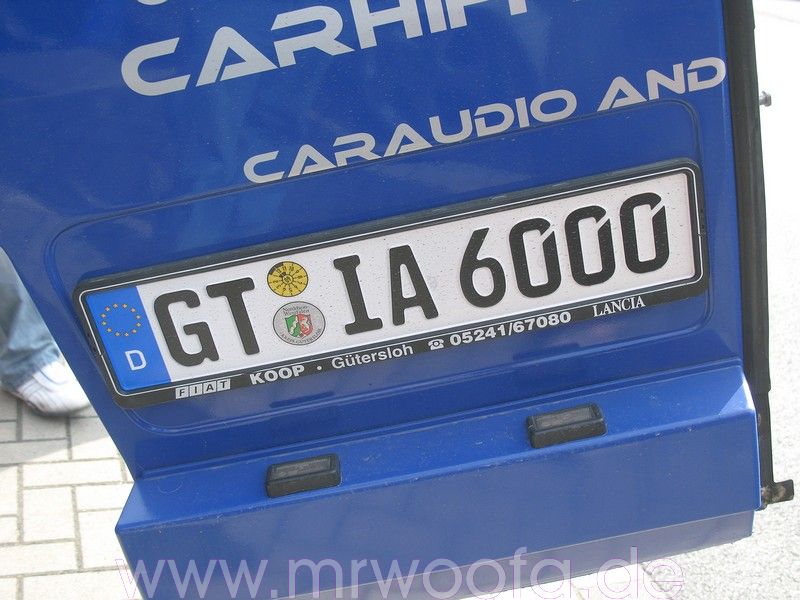 CARHIFI
CARAUDIO AND
D
GT IA 6000
FIAT KOOP · Gütersloh ☎ 05241/67080 LANCIA
www.mrwoofa.de